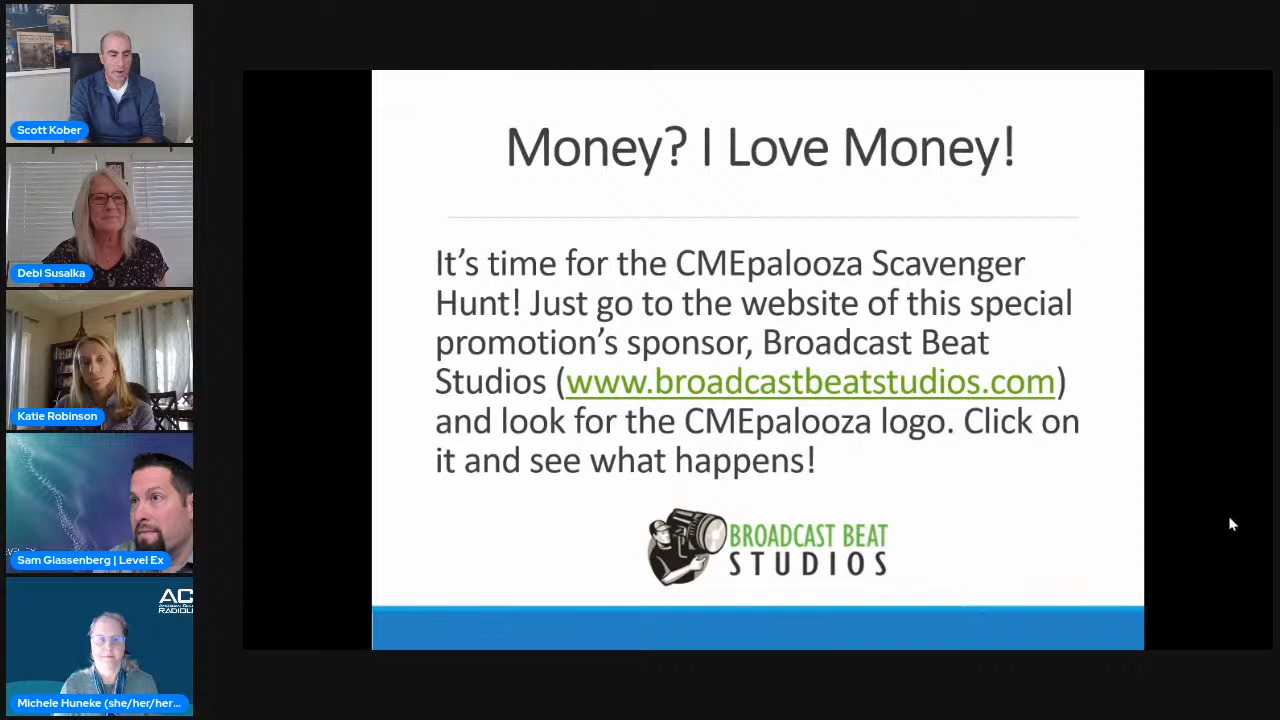 Scott Kober
Debi Susalka
Katie Robinson
Sam Glassenberg | Level Ex
AC
RADIOL
Michele Huneke (she/her/her...
Money? I Love Money!
It’s time for the CMEpalooza Scavenger
Hunt! Just go to the website of this special
promotion’s sponsor, Broadcast Beat
Studios (www.broadcastbeatstudios.com)
and look for the CMEpalooza logo. Click on
it and see what happens!
BROADCAST BEAT
STUDIOS